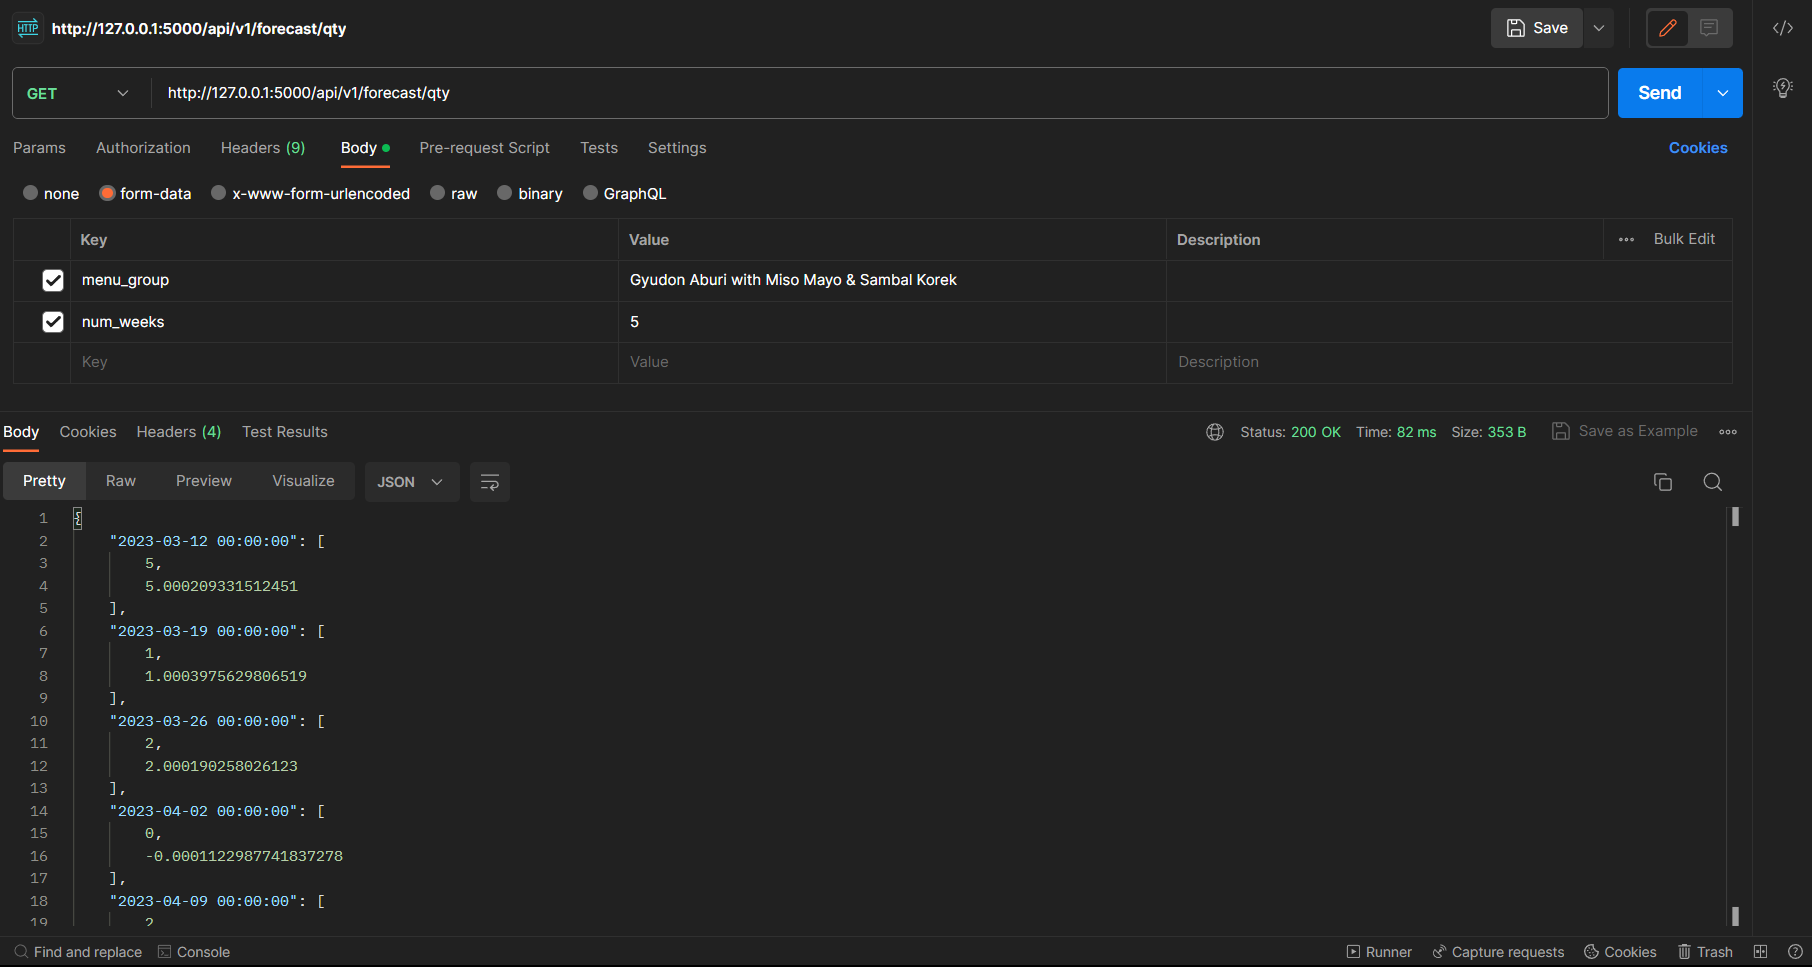 HTTP http://127.0.0.1:5000/api/v1/forecast/qty Save
GET http://127.0.0.1:5000/api/v1/forecast/qty Send
Params Authorization Headers (9) Body Pre-request Script Tests Settings Cookies
none form-data x-www-form-urlencoded raw binary GraphQL
Key Value Description Bulk Edit
menu_group Gyudon Aburi with Miso Mayo & Sambal Korek
num_weeks 5
Key Value Description
Body Cookies Headers (4) Test Results Status: 200 OK Time: 82 ms Size: 353 B Save as Example
Pretty Raw Preview Visualize JSON
1 {
2 "2023-03-12 00:00:00": [
3 5,
4 5.000209331512451
5 ],
6 "2023-03-19 00:00:00": [
7 1,
8 1.0003975629806519
9 ],
10 "2023-03-26 00:00:00": [
11 2,
12 2.000190258026123
13 ],
14 "2023-04-02 00:00:00": [
15 0,
16 -0.0001122987741837278
17 ],
18 "2023-04-09 00:00:00": [
19 2
Find and replace Console Runner Capture requests Cookies Trash